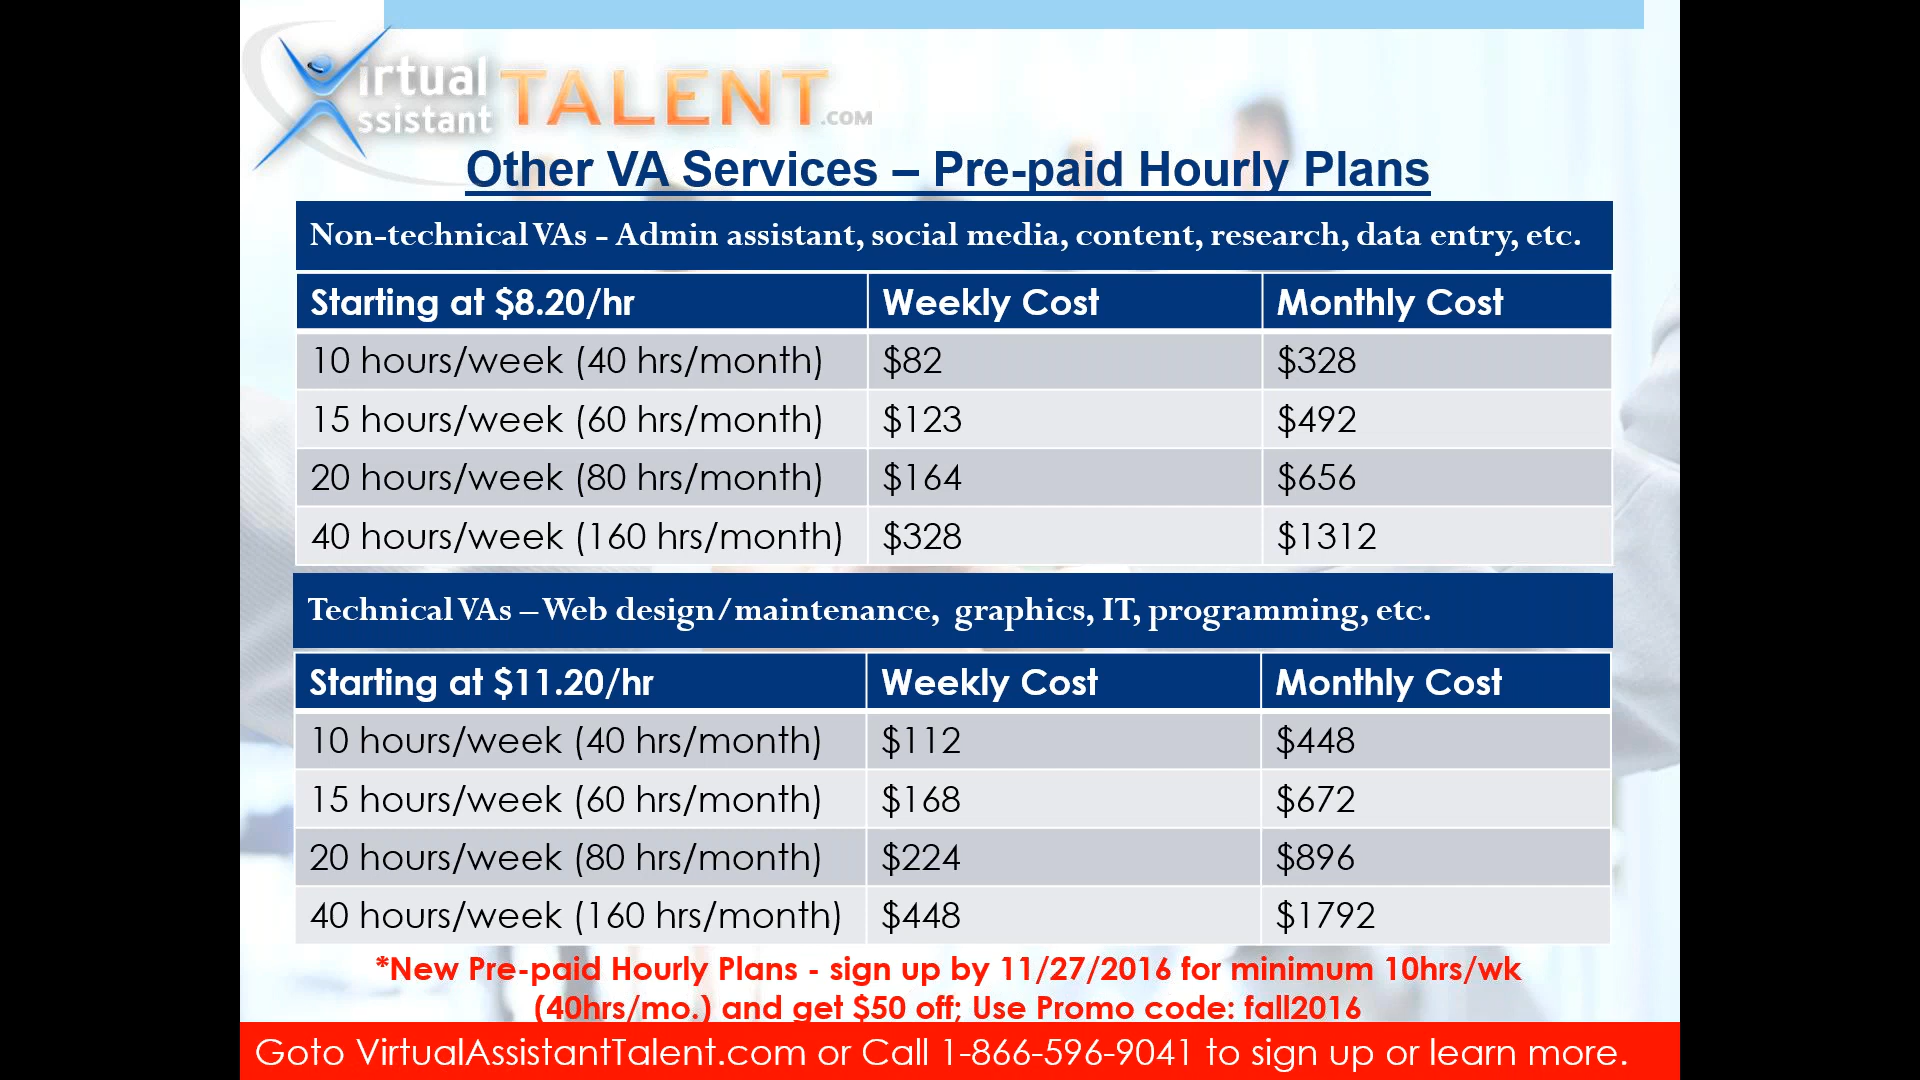 Virtual Assistant TALENT.COM
Other VA Services – Pre-paid Hourly Plans
Non-technical VAs - Admin assistant, social media, content, research, data entry, etc.
Starting at $8.20/hr Weekly Cost Monthly Cost
10 hours/week (40 hrs/month) $82 $328
15 hours/week (60 hrs/month) $123 $492
20 hours/week (80 hrs/month) $164 $656
40 hours/week (160 hrs/month) $328 $1312
Technical VAs – Web design/maintenance, graphics, IT, programming, etc.
Starting at $11.20/hr Weekly Cost Monthly Cost
10 hours/week (40 hrs/month) $112 $448
15 hours/week (60 hrs/month) $168 $672
20 hours/week (80 hrs/month) $224 $896
40 hours/week (160 hrs/month) $448 $1792
*New Pre-paid Hourly Plans - sign up by 11/27/2016 for minimum 10hrs/wk
(40hrs/mo.) and get $50 off; Use Promo code: fall2016
Goto VirtualAssistantTalent.com or Call 1-866-596-9041 to sign up or learn more.